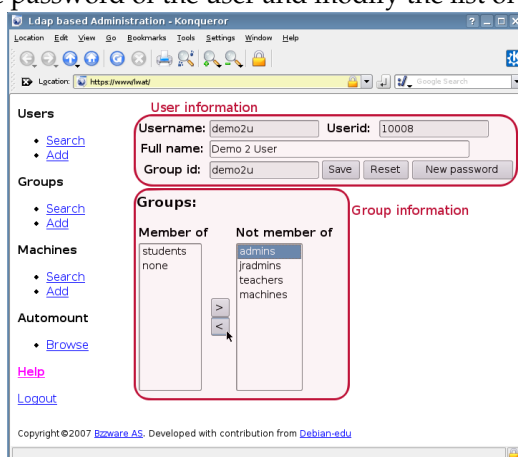 e password of the user and modify the list of
Ldap based Administration - Konqueror
Location Edit View Go Bookmarks Tools Settings Window Help
Location: https://www/lwat/ Google Search
Users
Search
Add
Groups
Search
Add
Machines
Search
Add
Automount
Browse
Help
Logout
User information
Username: demo2u Userid: 10008
Full name: Demo 2 User
Group id: demo2u Save Reset New password
Groups:
Group information
Member of Not member of
students
none
>
<
admins
jradmins
teachers
machines
Copyright©2007 Bzzware AS. Developed with contribution from Debian-edu